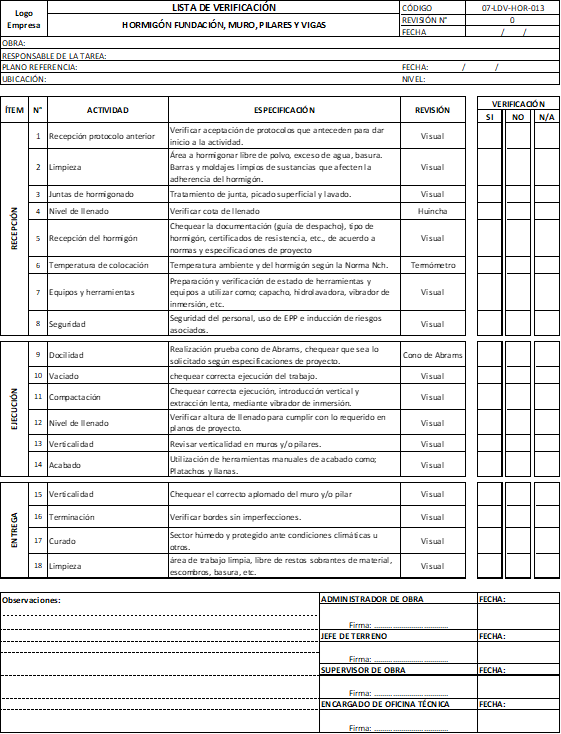 Logo
Empresa
LISTA DE VERIFICACIÓN
HORMIGÓN FUNDACIÓN, MURO, PILARES Y VIGAS
CÓDIGO 07-LDV-HOR-013
REVISIÓN N° 0
FECHA / /
OBRA:
RESPONSABLE DE LA TAREA:
PLANO REFERENCIA: FECHA: / /
UBICACIÓN: NIVEL:
ÍTEM N° ACTIVIDAD ESPECIFICACIÓN REVISIÓN VERIFICACIÓN
SI NO N/A
RECEPCIÓN
1 Recepción protocolo anterior Verificar aceptación de protocolos que anteceden para dar
inicio a la actividad. Visual
2 Limpieza Área a hormigonar libre de polvo, exceso de agua, basura.
Barras y moldajes limpios de sustancias que afecten la
adherencia del hormigón. Visual
3 Juntas de hormigonado Tratamiento de junta, picado superficial y lavado. Visual
4 Nivel de llenado Verificar cota de llenado Huincha
5 Recepción del hormigón Chequear la documentación (guía de despacho), tipo de
hormigón, certificados de resistencia, etc., de acuerdo a
normas y especificaciones de proyecto Visual
6 Temperatura de colocación Temperatura ambiente y del hormigón según la Norma Nch. Termómetro
7 Equipos y herramientas Preparación y verificación de estado de herramientas y
equipos a utilizar como; capacho, hidrolavadora, vibrador de
inmersión, etc. Visual
8 Seguridad Seguridad del personal, uso de EPP e inducción de riesgos
asociados. Visual
EJECUCIÓN
9 Docilidad Realización prueba cono de Abrams, chequear que sea lo
solicitado según especificaciones de proyecto. Cono de Abrams
10 Vaciado chequear correcta ejecución del trabajo. Visual
11 Compactación Chequear correcta ejecución, introducción vertical y
extracción lenta, mediante vibrador de inmersión. Visual
12 Nivel de llenado Verificar altura de llenado para cumplir con lo requerido en
planos de proyecto. Visual
13 Verticalidad Revisar verticalidad en muros y/o pilares. Visual
14 Acabado Utilización de herramientas manuales de acabado como;
Platachos y llanas. Visual
ENTREGA
15 Verticalidad Chequear el correcto aplomado del muro y/o pilar Visual
16 Terminación Verificar bordes sin imperfecciones. Visual
17 Curado Sector húmedo y protegido ante condiciones climáticas u
otros. Visual
18 Limpieza área de trabajo limpia, libre de restos sobrantes de material,
escombros, basura, etc. Visual
Observaciones:
ADMINISTRADOR DE OBRA FECHA:
Firma: ................................
JEFE DE TERRENO FECHA:
Firma: ................................
SUPERVISOR DE OBRA FECHA:
Firma: ................................
ENCARGADO DE OFICINA TÉCNICA FECHA:
Firma: ................................